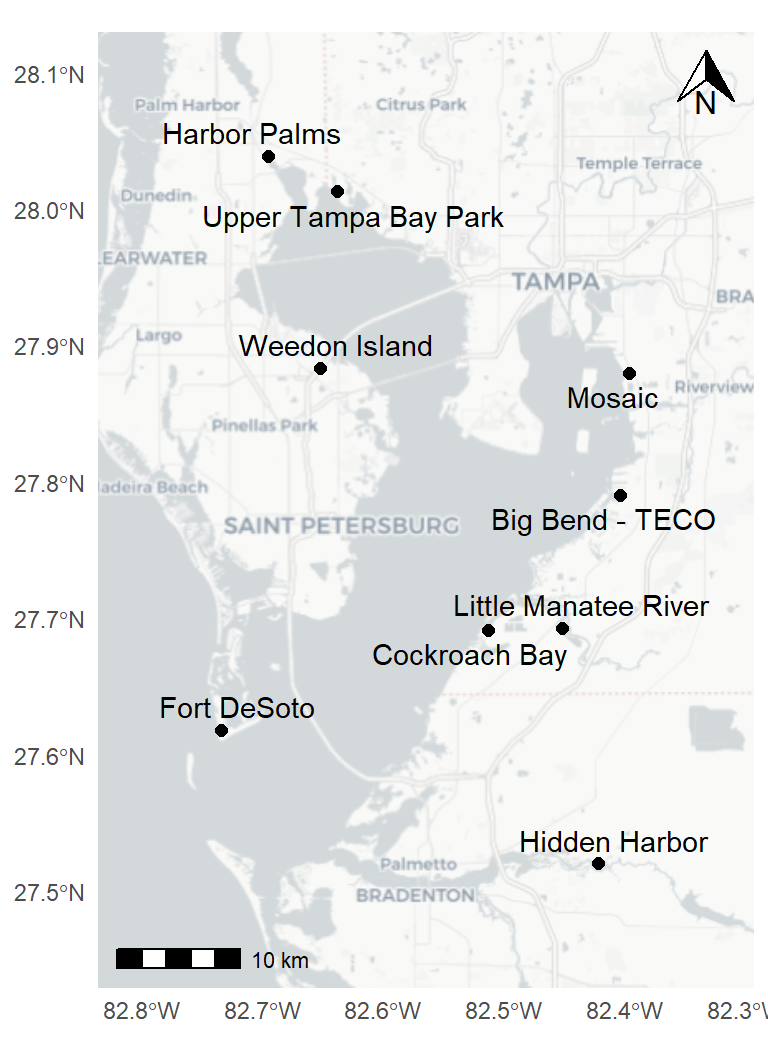 28.1°N
Palm Harbor
Citrus Park
N
Harbor Palms
Temple Terrace
Dunedin
28.0°N
Upper Tampa Bay Park
LEARWATER
TAMPA
BRA
Largo
27.9°N
Weedon Island
Mosaic
Riverview
Pinellas Park
27.8°N
adeira Beach
SAINT PETERSBURG
Big Bend - TECO
27.7°N
Little Manatee River
Cockroach Bay
Fort DeSoto
27.6°N
Hidden Harbor
Palmetto
27.5°N
BRADENTON
10 km
82.8°W 82.7°W 82.6°W 82.5°W 82.4°W 82.3°W